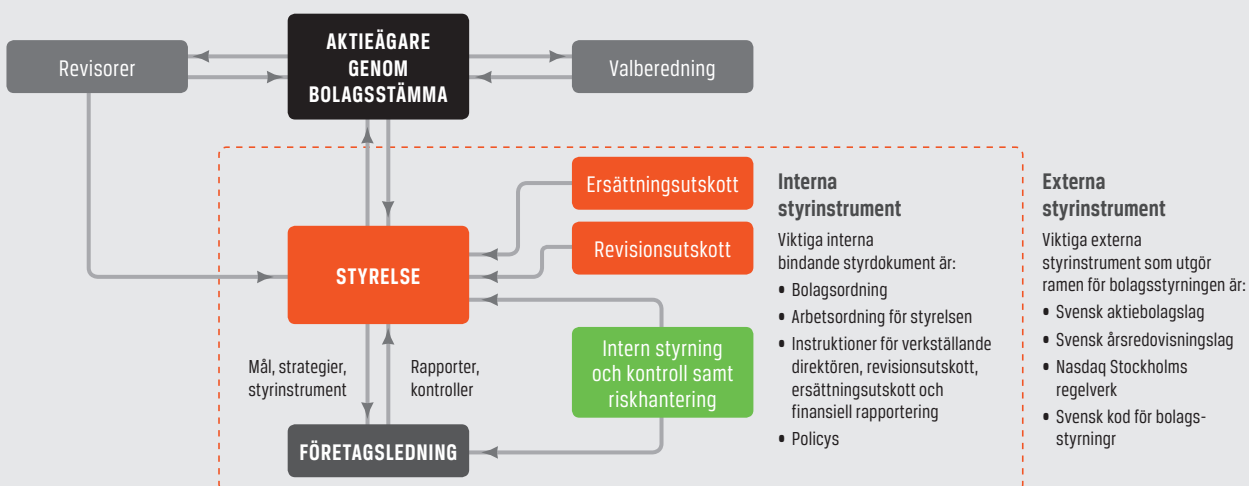 AKTIEÄGARE
GENOM
BOLAGSSTÄMMA
Revisorer
Valberedning
Ersättningsutskott
Revisionsutskott
STYRELSE
Intern styrning
och kontroll samt
riskhantering
Mål, strategier,
styrinstrument
Rapporter,
kontroller
FÖRETAGSLEDNING
Interna
styrinstrument
Viktiga interna
bindande styrdokument är:
• Bolagsordning
• Arbetsordning för styrelsen
• Instruktioner för verkställande
direktören, revisionsutskott,
ersättningsutskott och
finansiell rapportering
• Policys
Externa
styrinstrument
Viktiga externa
styrinstrument som utgör
ramen för bolagsstyrningen är:
• Svensk aktiebolagslag
• Svensk årsredovisningslag
• Nasdaq Stockholms
regelverk
• Svensk kod för bolags-
styrningr